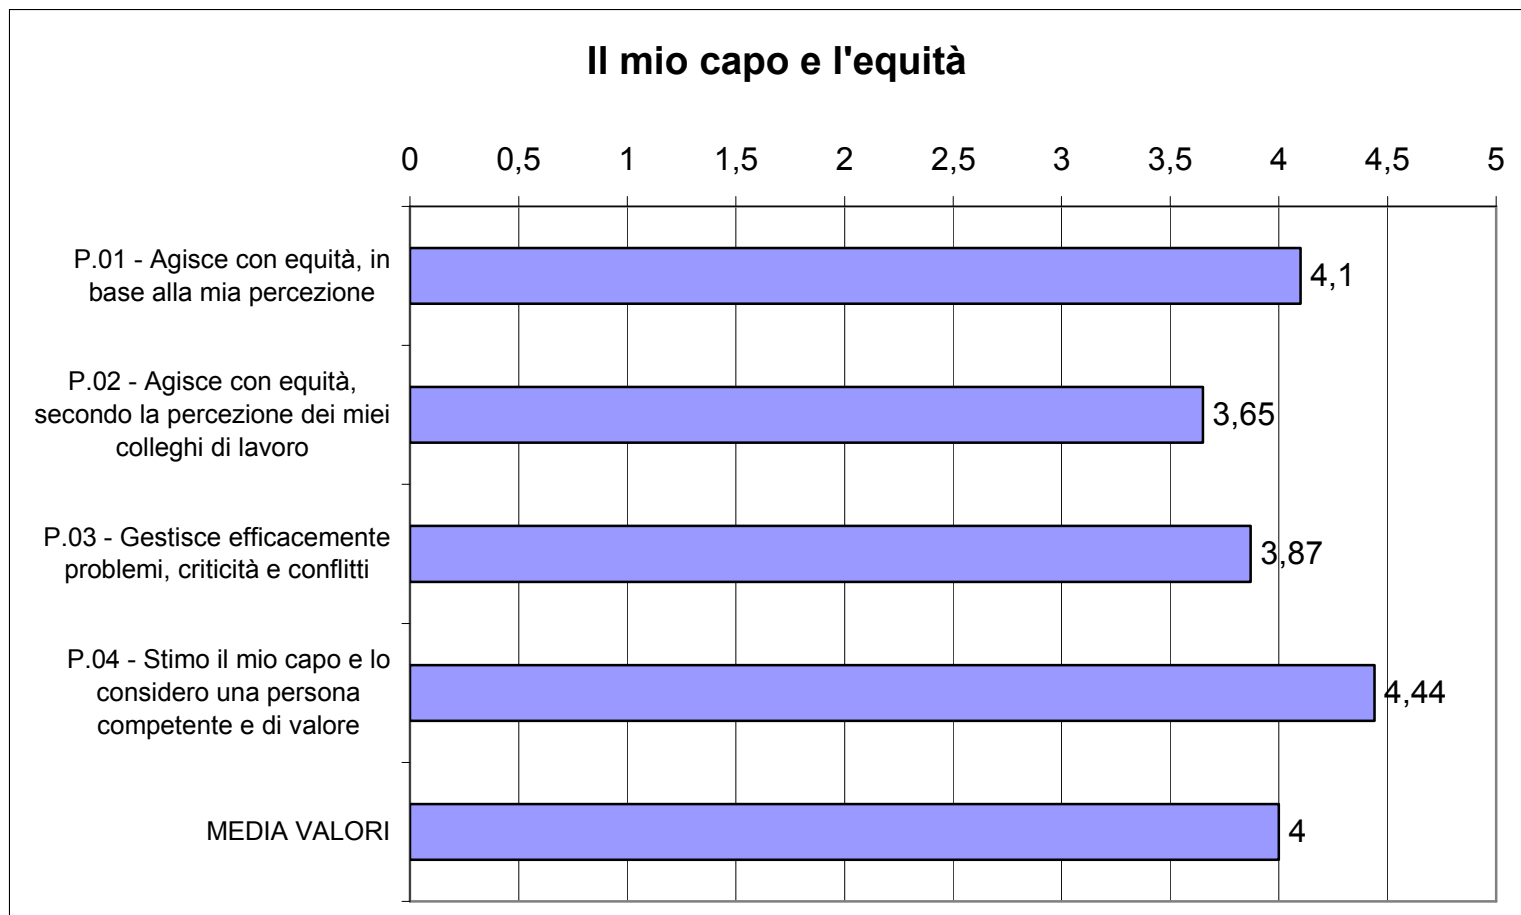 Il mio capo e l'equità
0 0,5 1 1,5 2 2,5 3 3,5 4 4,5 5
P.01 - Agisce con equità, in
base alla mia percezione
4,1
P.02 - Agisce con equità,
secondo la percezione dei miei
colleghi di lavoro
3,65
P.03 - Gestisce efficacemente
problemi, criticità e conflitti
3,87
P.04 - Stimo il mio capo e lo
considero una persona
competente e di valore
4,44
MEDIA VALORI
4